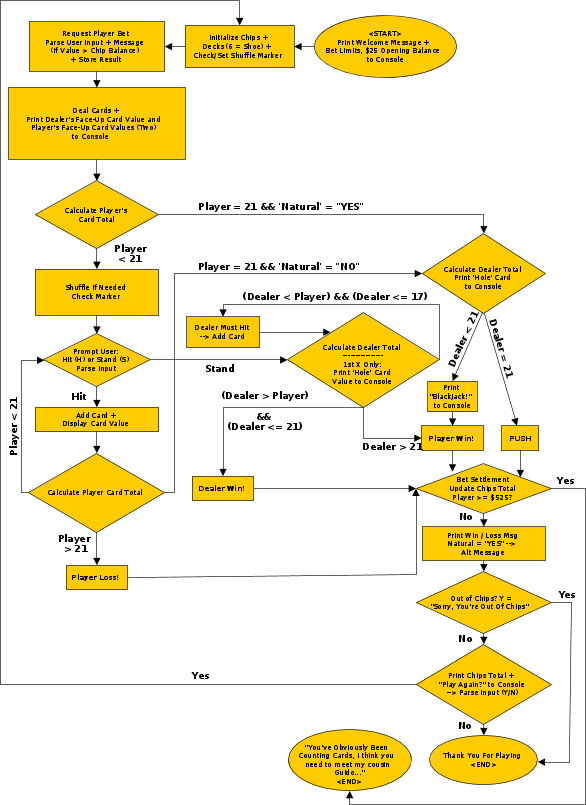 <START>
Print Welcome Message +
Bet Limits, $25 Opening Balance
to Console
Initialize Chips +
Decks (6 = Shoe) +
Check/Set Shuffle Marker
Request Player Bet
Parse User Input + Message
(If Value > Chip Balance)
+ Store Result
Deal Cards +
Print Dealer's Face-Up Card Value and
Player's Face-Up Card Values (Two)
to Console
Calculate Player's
Card Total
Player = 21 && 'Natural' = "YES"
Player
< 21
Shuffle If Needed
Check Marker
Player = 21 && 'Natural' = "NO"
Calculate Dealer Total
Print 'Hole' Card
to Console
(Dealer < Player) && (Dealer <= 17)
Dealer Must Hit
--> Add Card
Prompt User:
Hit (H) or Stand (S)
Parse Input
Stand
Calculate Dealer Total
----------------
1st X Only:
Print 'Hole' Card
Value to Console
Dealer < 21
Dealer = 21
Hit
Player < 21
Add Card +
Display Card Value
(Dealer > Player)
&&
(Dealer <= 21)
Dealer > 21
Print
"Blackjack!"
to Console
Player Win!
PUSH
Calculate Player Card Total
Dealer Win!
Bet Settlement
Update Chips Total
Player >= $525?
Yes
No
Player
> 21
Player Loss!
Print Win / Loss Msg
Natural = "YES" -->
Alt Message
Out of Chips? Y =
"Sorry, You're Out Of Chips"
Yes
No
Print Chips Total +
"Play Again?" to Console
--> Parse Input (Y/N)
Yes
No
Thank You For Playing
<END>
"You've Obviously Been
Counting Cards, I think you
need to meet my cousin
Guido..."
<END>